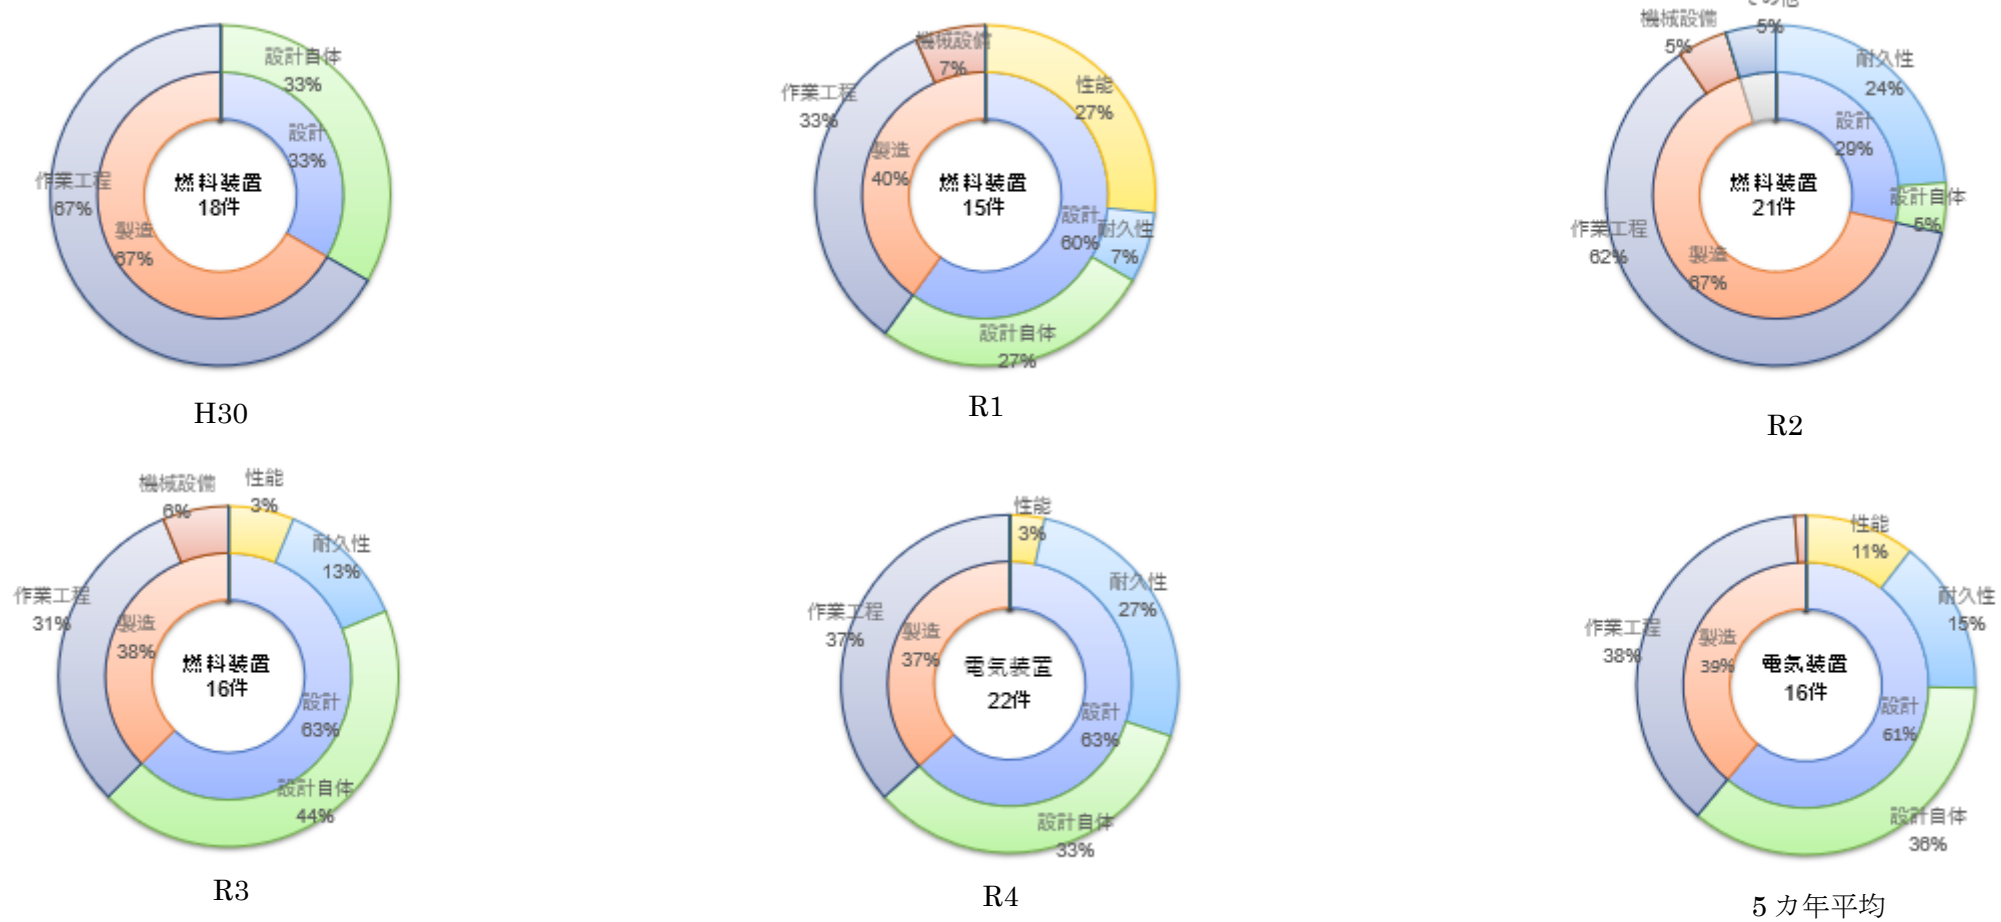 設計自体
33%
設計
33%
作業工程
67%
製造
67%
燃料装置
18件
H30
機械設備
7%
性能
27%
作業工程
33%
製造
40%
設計
60%
耐久性
7%
設計自体
27%
燃料装置
15件
R1
機械設備
5%
その他
5%
耐久性
24%
設計
29%
設計自体
5%
作業工程
62%
製造
67%
燃料装置
21件
R2
機械設備
6%
性能
3%
耐久性
13%
作業工程
31%
製造
38%
設計
63%
設計自体
44%
燃料装置
16件
R3
性能
3%
耐久性
27%
作業工程
37%
製造
37%
設計
63%
設計自体
33%
電気装置
22件
R4
性能
11%
耐久性
15%
作業工程
38%
製造
39%
設計
61%
設計自体
36%
電気装置
16件
5 カ年平均